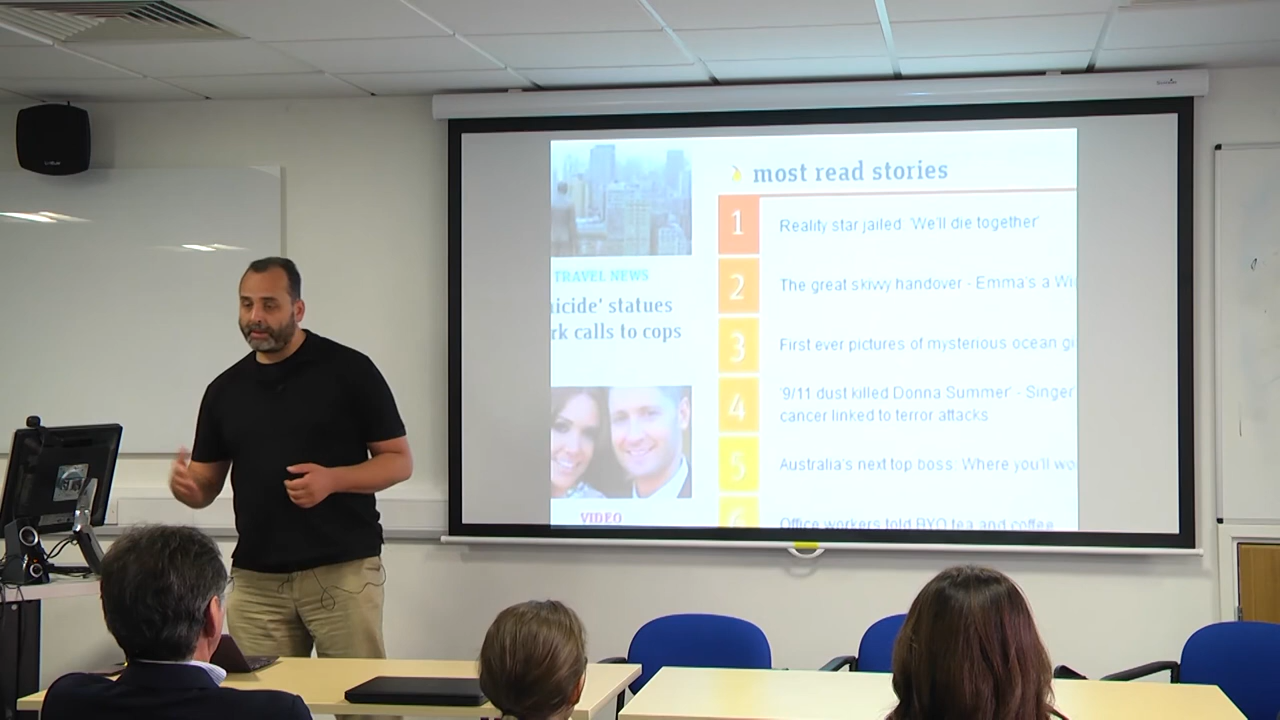 most read stories
1 Reality star jailed: 'We'll die together'
2 The great skivvy handover - Emma's a Wi
3 First ever pictures of mysterious ocean gi
4 '9/11 dust killed Donna Summer' - Singer
cancer linked to terror attacks
5 Australia's next top boss: Where you'll wo
6 Office workers told BYO tea and coffee
TRAVEL NEWS
icide' statues
rk calls to cops
VIDEO